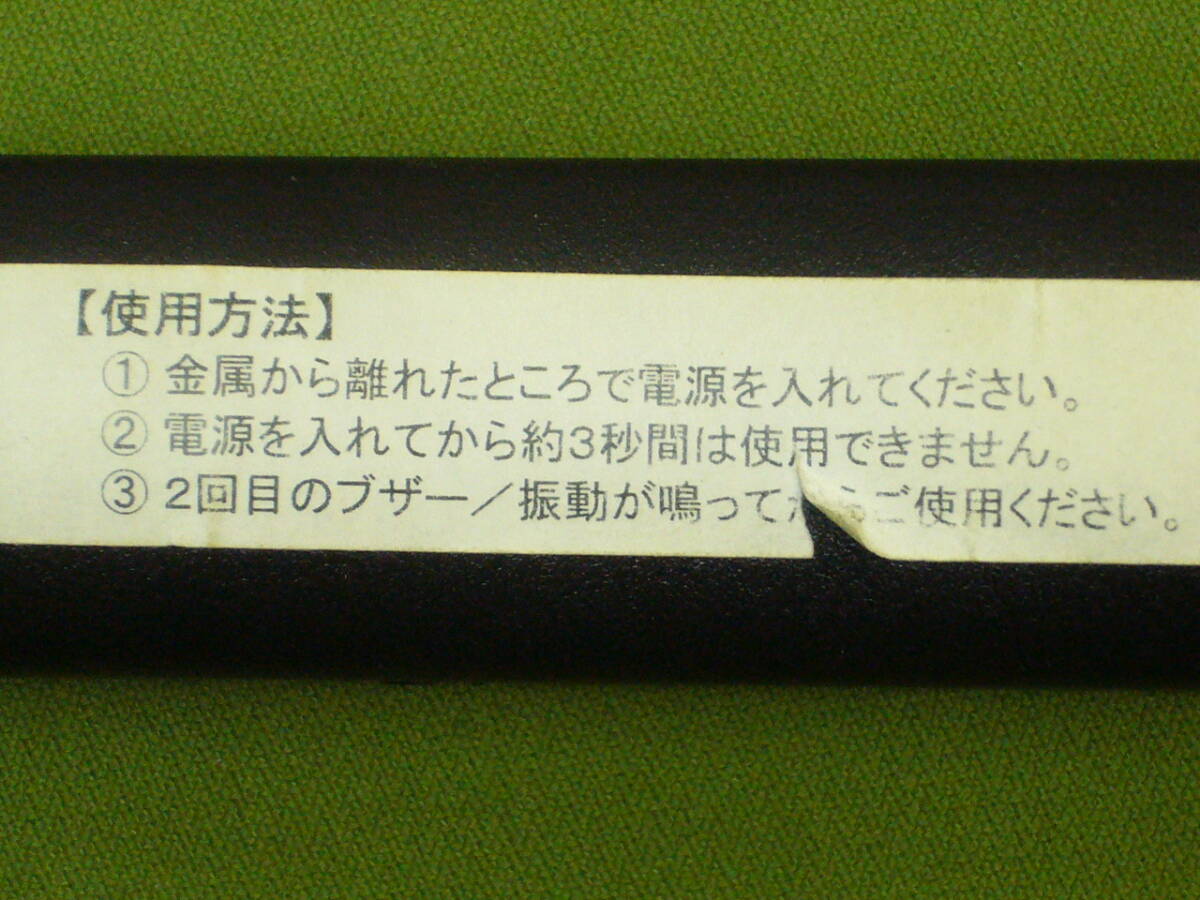 【使用方法】
① 金属から離れたところで電源を入れてください。
② 電源を入れてから約3秒間は使用できません。
③ 2回目のブザー／振動が鳴ってからご使用ください。